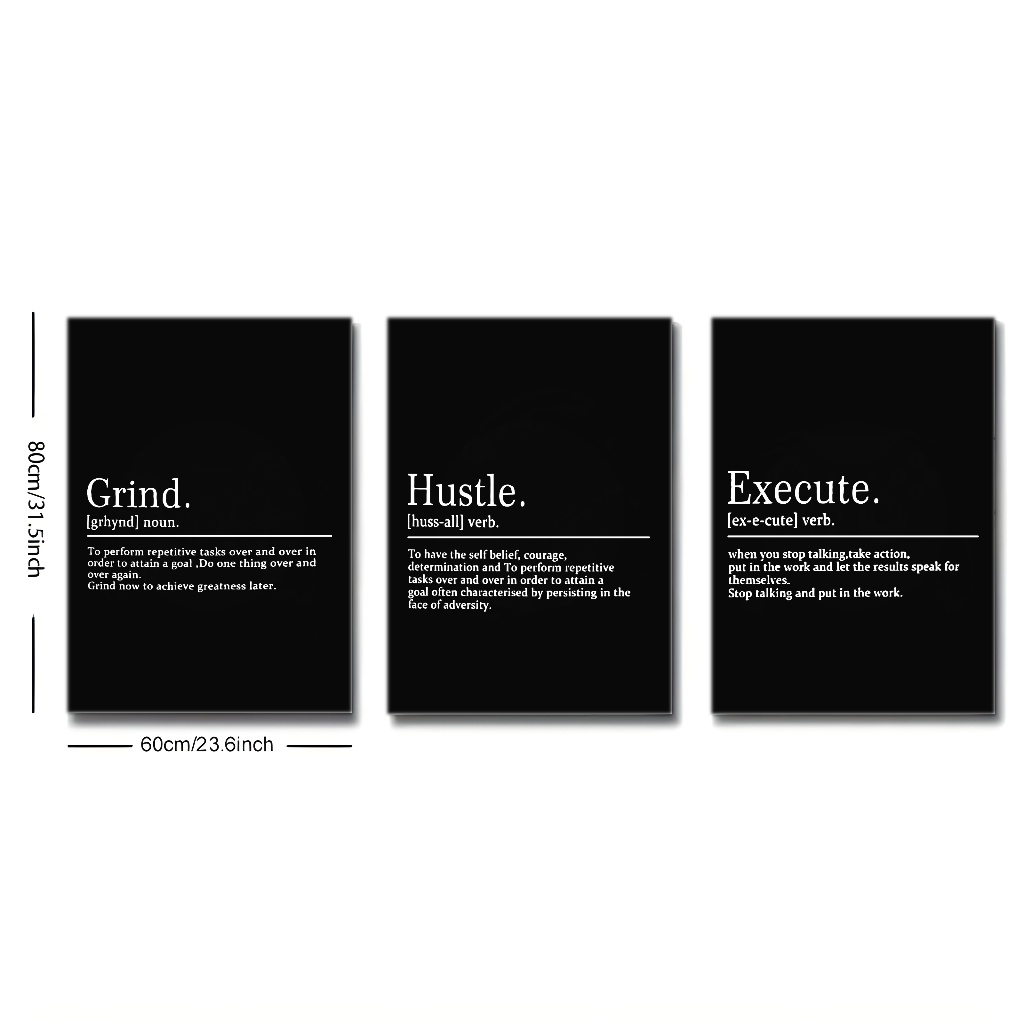 80cm/31.5inch
Grind.
[grhynd] noun.
To perform repetitive tasks over and over in
order to attain a goal ,Do one thing over and
over again.
Grind now to achieve greatness later.
60cm/23.6inch
Hustle.
[huss-all] verb.
To have the self belief, courage,
determination and To perform repetitive
tasks over and over in order to attain a
goal often characterised by persisting in the
face of adversity.
Execute.
[ex-e-cute] verb.
when you stop talking,take action,
put in the work and let the results speak for
themselves.
Stop talking and put in the work.